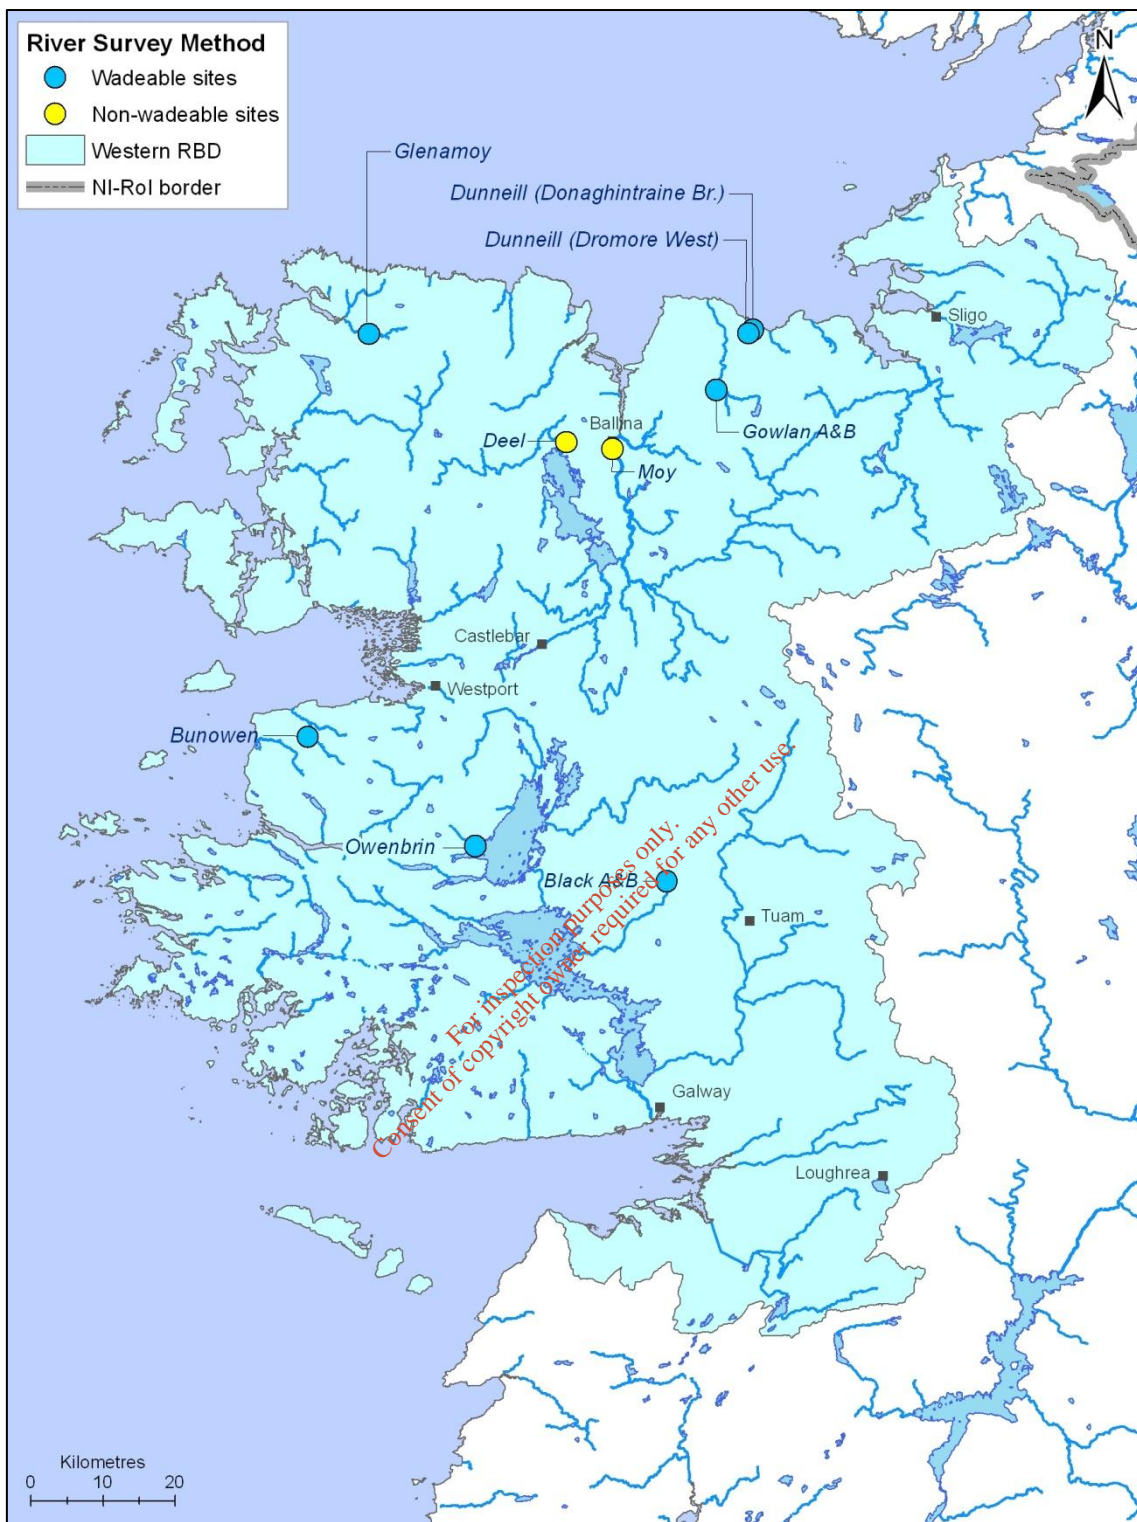 River Survey Method
Wadeable sites
Non-wadeable sites
Western RBD
NI-RoI border
N
Glenamoy
Dunneill (Donaghintraine Br.)
Dunneill (Dromore West)
Sligo
Ballina
Deel
Gowlan A&B
Moy
Castlebar
Westport
Bunowen
Owenbrin
Black A&B
Tuam
For inspection purposes only.
Consent of copyright owner required for any other use.
Galway
Loughrea
Kilometres
0 10 20